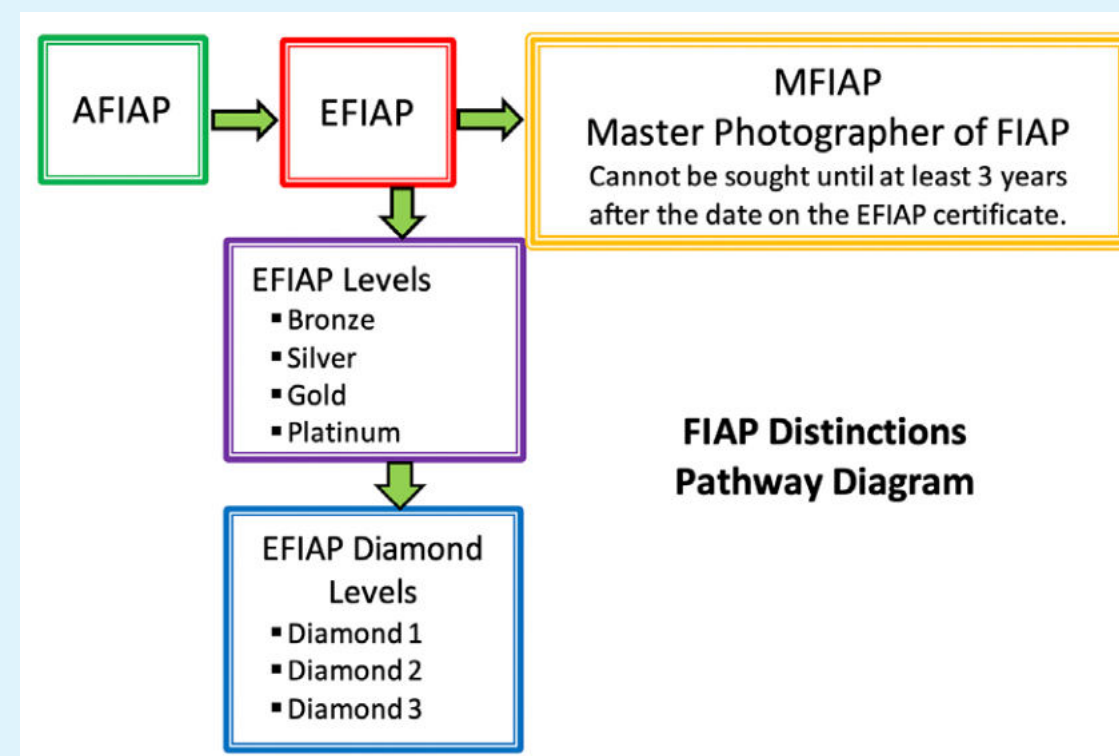 AFIAP
EFIAP
MFIAP
Master Photographer of FIAP
Cannot be sought until at least 3 years
after the date on the EFIAP certificate.
EFIAP Levels
▪ Bronze
▪ Silver
▪ Gold
▪ Platinum
FIAP Distinctions
Pathway Diagram
EFIAP Diamond
Levels
▪ Diamond 1
▪ Diamond 2
▪ Diamond 3